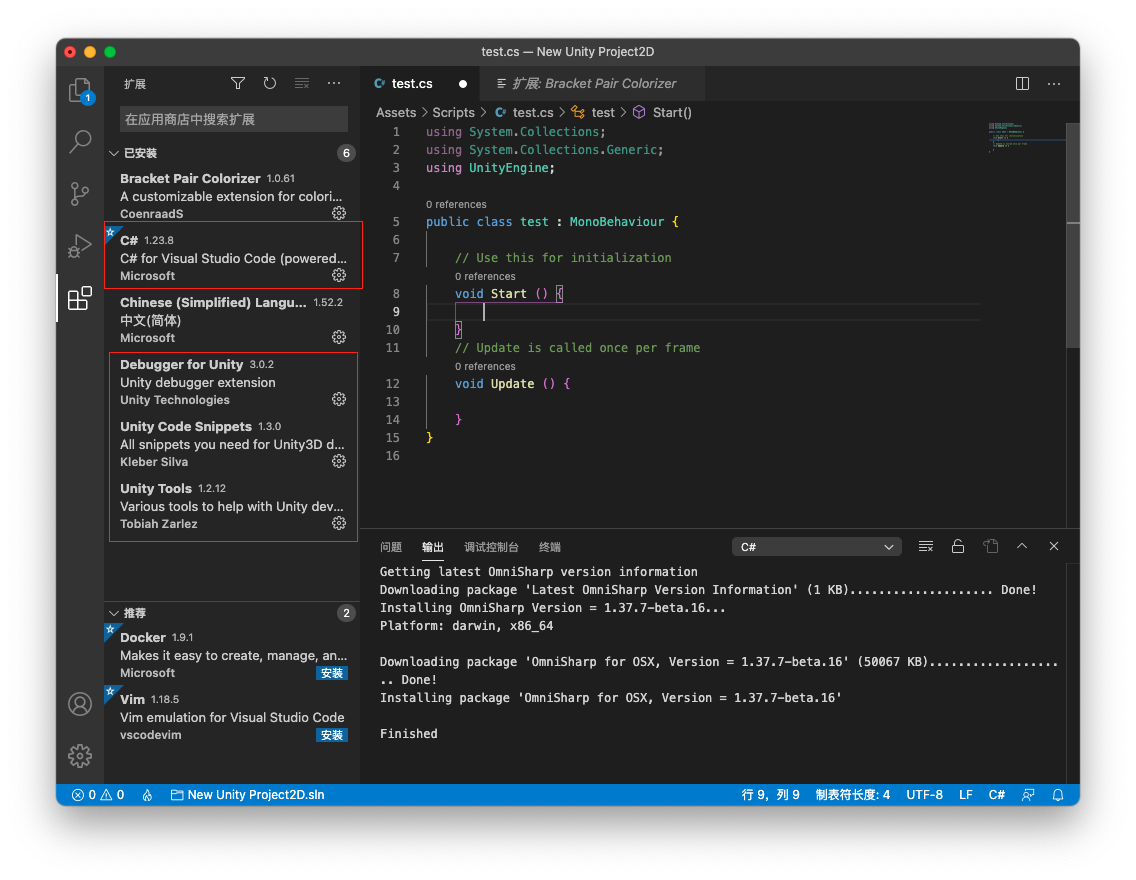 test.cs — New Unity Project2D
1
扩展
在应用商店中搜索扩展
已安装 6
Bracket Pair Colorizer 1.0.61
A customizable extension for colori...
CoenraadS
C# 1.23.8
C# for Visual Studio Code (powered...
Microsoft
Chinese (Simplified) Langu... 1.52.2
中文(简体)
Microsoft
Debugger for Unity 3.0.2
Unity debugger extension
Unity Technologies
Unity Code Snippets 1.3.0
All snippets you need for Unity3D d...
Kleber Silva
Unity Tools 1.2.12
Various tools to help with Unity dev...
Tobiah Zarlez
推荐 2
Docker 1.9.1
Makes it easy to create, manage, an...
Microsoft 安装
Vim 1.18.5
Vim emulation for Visual Studio Code
vscodevim 安装
test.cs
扩展: Bracket Pair Colorizer
Assets > Scripts > test.cs > test > Start()
1 using System.Collections;
2 using System.Collections.Generic;
3 using UnityEngine;
4
0 references
5 public class test : MonoBehaviour {
6
7 // Use this for initialization
0 references
8 void Start () {
9
10 }
11 // Update is called once per frame
0 references
12 void Update () {
13
14 }
15 }
16
问题 输出 调试控制台 终端 C#
Getting latest OmniSharp version information
Downloading package 'Latest OmniSharp Version Information' (1 KB).................... Done!
Installing OmniSharp Version = 1.37.7-beta.16...
Platform: darwin, x86_64
Downloading package 'OmniSharp for OSX, Version = 1.37.7-beta.16' (50067 KB)..................
.. Done!
Installing package 'OmniSharp for OSX, Version = 1.37.7-beta.16'
Finished
0 0 New Unity Project2D.sln 行 9，列 9 制表符长度: 4 UTF-8 LF C#